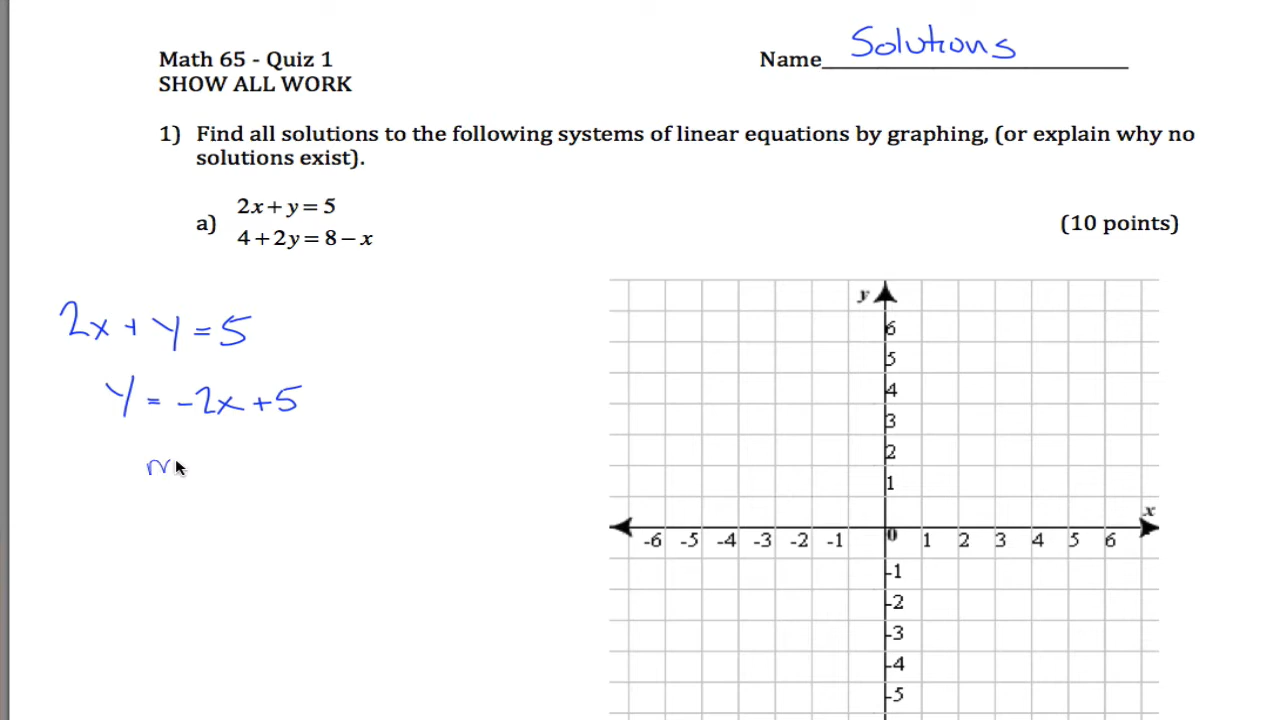 Math 65 - Quiz 1
Name Solutions
SHOW ALL WORK
1) Find all solutions to the following systems of linear equations by graphing, (or explain why no
solutions exist).
a) 2x + y = 5
4 + 2y = 8 - x
(10 points)
2x + y = 5
y = -2x + 5
m
y
6
5
4
3
2
1
x
-6 -5 -4 -3 -2 -1 0 1 2 3 4 5 6
-1
-2
-3
-4
-5